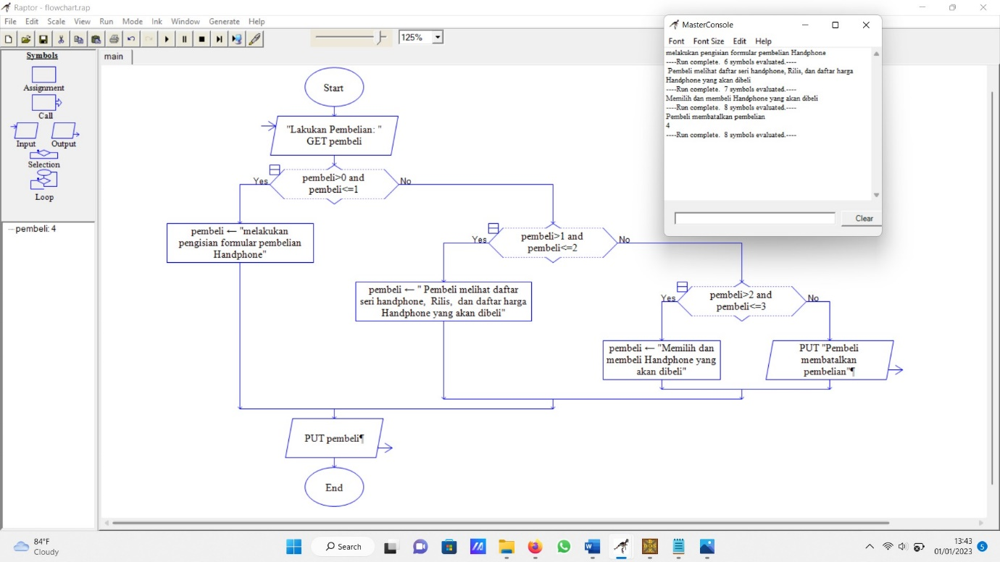 Raptor - flowchart.rap
File Edit Scale View Run Mode Ink Window Generate Help
125%
Symbols
Assignment
Call
Input Output
Selection
Loop
pembeli: 4
main
Start
"Lakukan Pembelian: "
GET pembeli
Yes
pembeli>0 and
pembeli<=1
No
pembeli ← "melakukan
pengisian formular pembelian
Handphone"
Yes
pembeli>1 and
pembeli<=2
No
pembeli ← " Pembeli melihat daftar
seri handphone, Rilis, dan daftar harga
Handphone yang akan dibeli"
Yes
pembeli>2 and
pembeli<=3
No
pembeli ← "Memilih dan
membeli Handphone yang
akan dibeli"
PUT "Pembeli
membatalkan
pembelian"¶
PUT pembeli¶
End
MasterConsole
Font Font Size Edit Help
melakukan pengisian formular pembelian Handphone
----Run complete. 6 symbols evaluated.----
Pembeli melihat daftar seri handphone, Rilis, dan daftar harga
Handphone yang akan dibeli
----Run complete. 7 symbols evaluated.----
Memilih dan membeli Handphone yang akan dibeli
----Run complete. 8 symbols evaluated.----
Pembeli membatalkan pembelian
4
----Run complete. 8 symbols evaluated.----
Clear
84°F
Cloudy
Search
13:43
01/01/2023
5